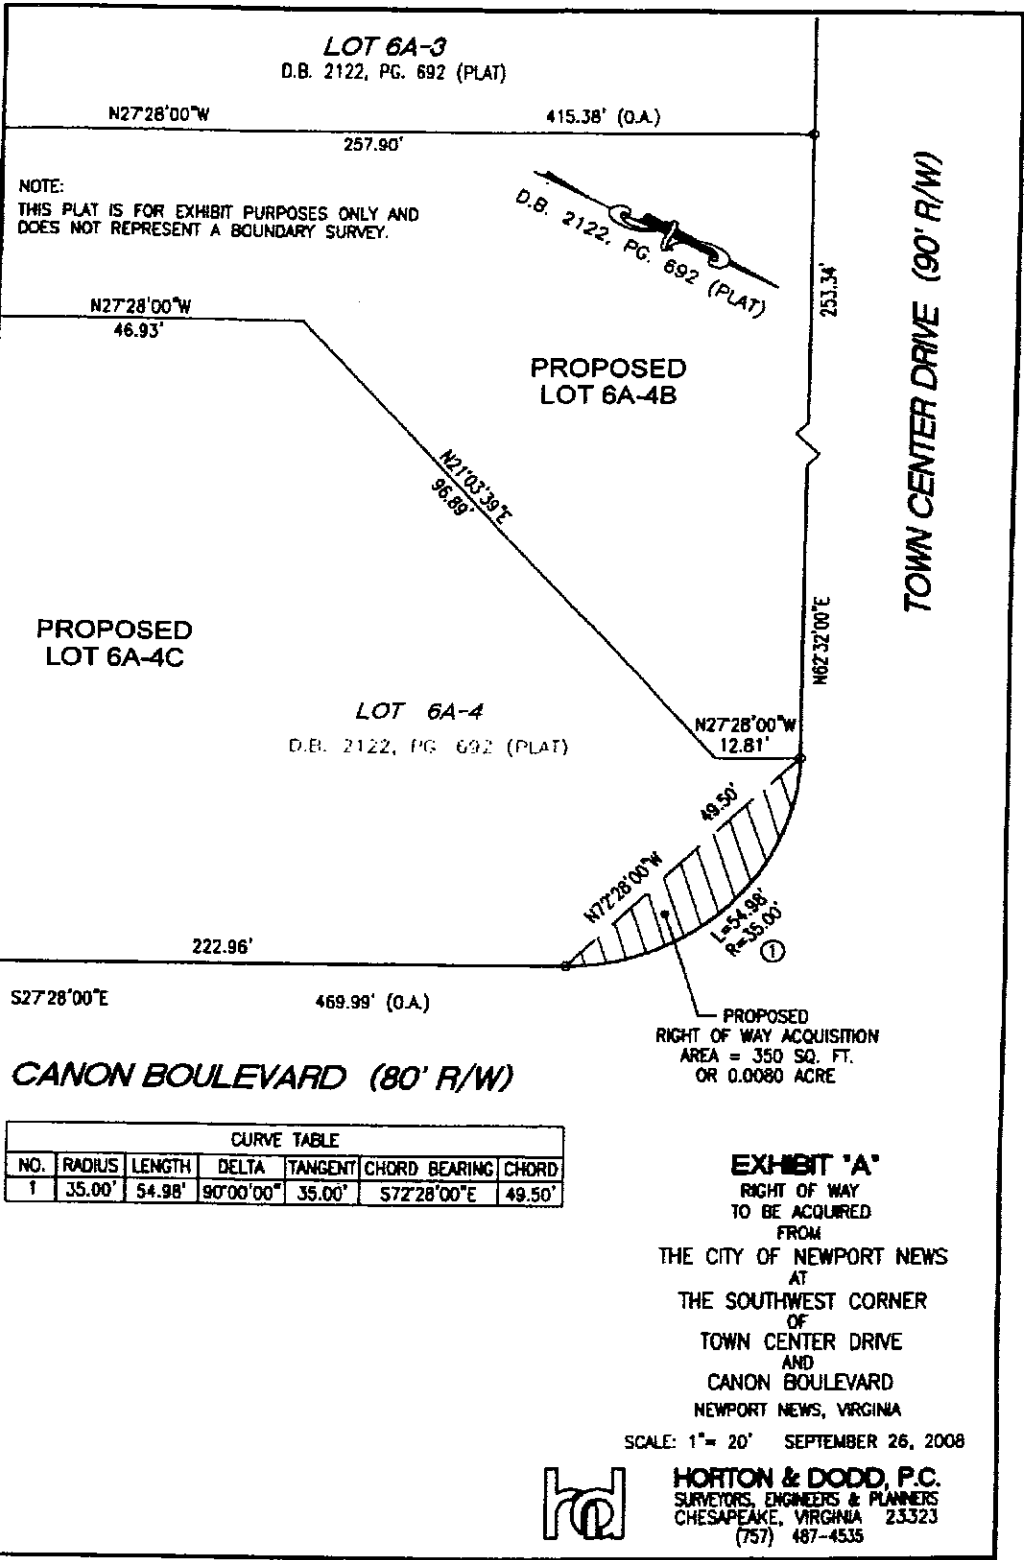 LOT 6A-3
D.B. 2122, PG. 692 (PLAT)
N27°28'00"W
415.38' (O.A.)
257.90'
NOTE:
THIS PLAT IS FOR EXHIBIT PURPOSES ONLY AND
DOES NOT REPRESENT A BOUNDARY SURVEY.
D.B. 2122, PG. 692 (PLAT)
253.34'
TOWN CENTER DRIVE (90' R/W)
N27°28'00"W
46.93'
PROPOSED
LOT 6A-4B
N21°03'39"E
96.89'
PROPOSED
LOT 6A-4C
N62°32'00"E
LOT 6A-4
D.B. 2122, PG 692 (PLAT)
N27°28'00"W
12.81'
49.50'
N72°28'00"W
L=54.98'
R=35.00'
1
222.96'
S27°28'00"E
469.99' (O.A.)
PROPOSED
RIGHT OF WAY ACQUISITION
AREA = 350 SQ. FT.
OR 0.0080 ACRE
CANON BOULEVARD (80' R/W)
CURVE TABLE
NO. RADIUS LENGTH DELTA TANGENT CHORD BEARING CHORD
1 35.00' 54.98' 90°00'00" 35.00' S72°28'00"E 49.50'
EXHIBIT "A"
RIGHT OF WAY
TO BE ACQUIRED
FROM
THE CITY OF NEWPORT NEWS
AT
THE SOUTHWEST CORNER
OF
TOWN CENTER DRIVE
AND
CANON BOULEVARD
NEWPORT NEWS, VIRGINIA
SCALE: 1"= 20' SEPTEMBER 26, 2008
hd
HORTON & DODD, P.C.
SURVEYORS, ENGINEERS & PLANNERS
CHESAPEAKE, VIRGINIA 23323
(757) 487-4535